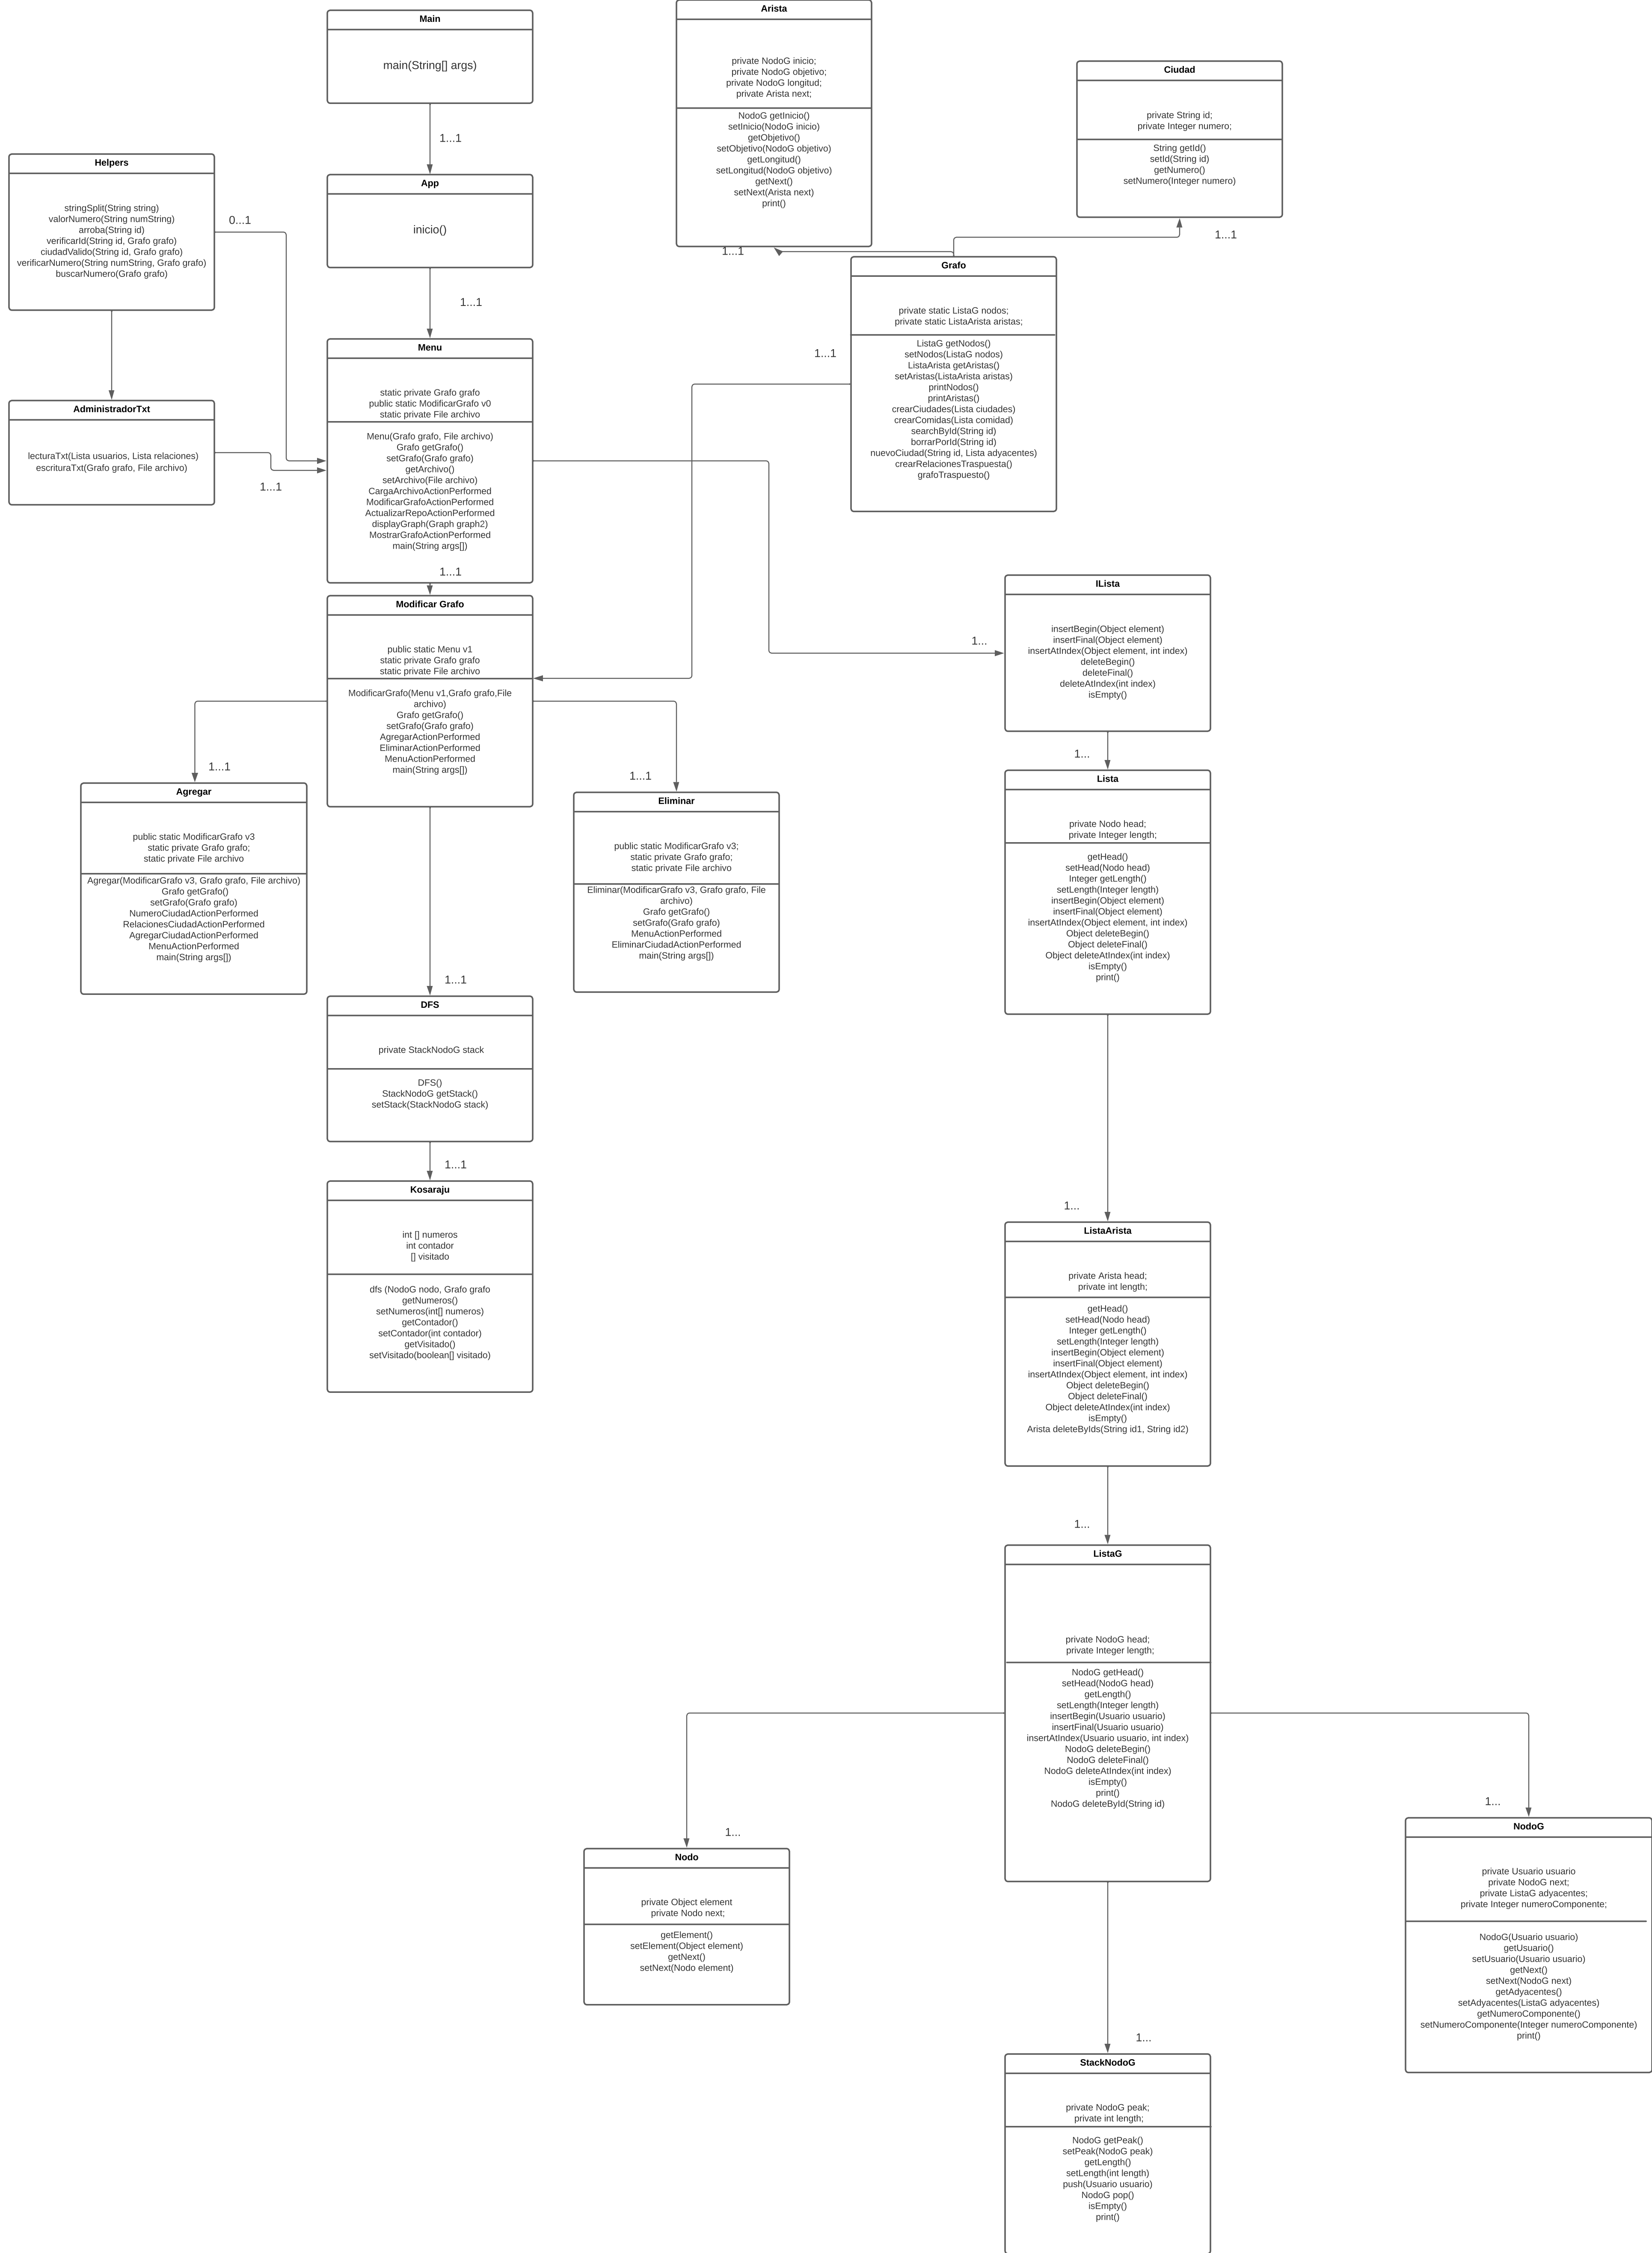 Main
main(String[] args)
1...1
App
inicio()
1...1
Arista
private NodoG inicio;
private NodoG objetivo;
private NodoG longitud;
private Arista next;
NodoG getInicio()
setInicio(NodoG inicio)
getObjetivo()
setObjetivo(NodoG objetivo)
getLongitud()
setLongitud(NodoG objetivo)
getNext()
setNext(Arista next)
print()
1...1
Ciudad
private String id;
private Integer numero;
String getId()
setId(String id)
getNumero()
setNumero(Integer numero)
1...1
Helpers
stringSplit(String string)
valorNumero(String numString)
arroba(String id)
verificarId(String id, Grafo grafo)
ciudadValido(String id, Grafo grafo)
verificarNumero(String numString, Grafo grafo)
buscarNumero(Grafo grafo)
0...1
Grafo
private static ListaG nodos;
private static ListaArista aristas;
ListaG getNodos()
setNodos(ListaG nodos)
ListaArista getAristas()
setAristas(ListaArista aristas)
printNodos()
printAristas()
crearCiudades(Lista ciudades)
crearComidas(Lista comidad)
searchById(String id)
borrarPorId(String id)
nuevoCiudad(String id, Lista adyacentes)
crearRelacionesTraspuesta()
grafoTraspuesto()
1...1
Menu
static private Grafo grafo
public static ModificarGrafo v0
static private File archivo
Menu(Grafo grafo, File archivo)
Grafo getGrafo()
setGrafo(Grafo grafo)
getArchivo()
setArchivo(File archivo)
CargaArchivoActionPerformed
ModificarGrafoActionPerformed
ActualizarRepoActionPerformed
displayGraph(Graph graph2)
MostrarGrafoActionPerformed
main(String args[])
1...1
AdministradorTxt
lecturaTxt(Lista usuarios, Lista relaciones)
escrituraTxt(Grafo grafo, File archivo)
1...1
Modificar Grafo
public static Menu v1
static private Grafo grafo
static private File archivo
ModificarGrafo(Menu v1,Grafo grafo,File
archivo)
Grafo getGrafo()
setGrafo(Grafo grafo)
AgregarActionPerformed
EliminarActionPerformed
MenuActionPerformed
main(String args[])
1...
ILista
insertBegin(Object element)
insertFinal(Object element)
insertAtIndex(Object element, int index)
deleteBegin()
deleteFinal()
deleteAtIndex(int index)
isEmpty()
1...
1...1
Agregar
public static ModificarGrafo v3
static private Grafo grafo;
static private File archivo
Agregar(ModificarGrafo v3, Grafo grafo, File archivo)
Grafo getGrafo()
setGrafo(Grafo grafo)
NumeroCiudadActionPerformed
RelacionesCiudadActionPerformed
AgregarCiudadActionPerformed
MenuActionPerformed
main(String args[])
1...1
Eliminar
public static ModificarGrafo v3;
static private Grafo grafo;
static private File archivo
Eliminar(ModificarGrafo v3, Grafo grafo, File
archivo)
Grafo getGrafo()
setGrafo(Grafo grafo)
MenuActionPerformed
EliminarCiudadActionPerformed
main(String args[])
Lista
private Nodo head;
private Integer length;
getHead()
setHead(Nodo head)
Integer getLength()
setLength(Integer length)
insertBegin(Object element)
insertFinal(Object element)
insertAtIndex(Object element, int index)
Object deleteBegin()
Object deleteFinal()
Object deleteAtIndex(int index)
isEmpty()
print()
1...1
DFS
private StackNodoG stack
DFS()
StackNodoG getStack()
setStack(StackNodoG stack)
1...1
Kosaraju
int [] numeros
int contador
[] visitado
dfs (NodoG nodo, Grafo grafo
getNumeros()
setNumeros(int[] numeros)
getContador()
setContador(int contador)
getVisitado()
setVisitado(boolean[] visitado)
1...
ListaArista
private Arista head;
private int length;
getHead()
setHead(Nodo head)
Integer getLength()
setLength(Integer length)
insertBegin(Object element)
insertFinal(Object element)
insertAtIndex(Object element, int index)
Object deleteBegin()
Object deleteFinal()
Object deleteAtIndex(int index)
isEmpty()
Arista deleteByIds(String id1, String id2)
1...
ListaG
private NodoG head;
private Integer length;
NodoG getHead()
setHead(NodoG head)
getLength()
setLength(Integer length)
insertBegin(Usuario usuario)
insertFinal(Usuario usuario)
insertAtIndex(Usuario usuario, int index)
NodoG deleteBegin()
NodoG deleteFinal()
NodoG deleteAtIndex(int index)
isEmpty()
print()
NodoG deleteById(String id)
1...
Nodo
private Object element
private Nodo next;
getElement()
setElement(Object element)
getNext()
setNext(Nodo element)
1...
NodoG
private Usuario usuario
private NodoG next;
private ListaG adyacentes;
private Integer numeroComponente;
NodoG(Usuario usuario)
getUsuario()
setUsuario(Usuario usuario)
getNext()
setNext(NodoG next)
getAdyacentes()
setAdyacentes(ListaG adyacentes)
getNumeroComponente()
setNumeroComponente(Integer numeroComponente)
print()
1...
StackNodoG
private NodoG peak;
private int length;
NodoG getPeak()
setPeak(NodoG peak)
getLength()
setLength(int length)
push(Usuario usuario)
NodoG pop()
isEmpty()
print()